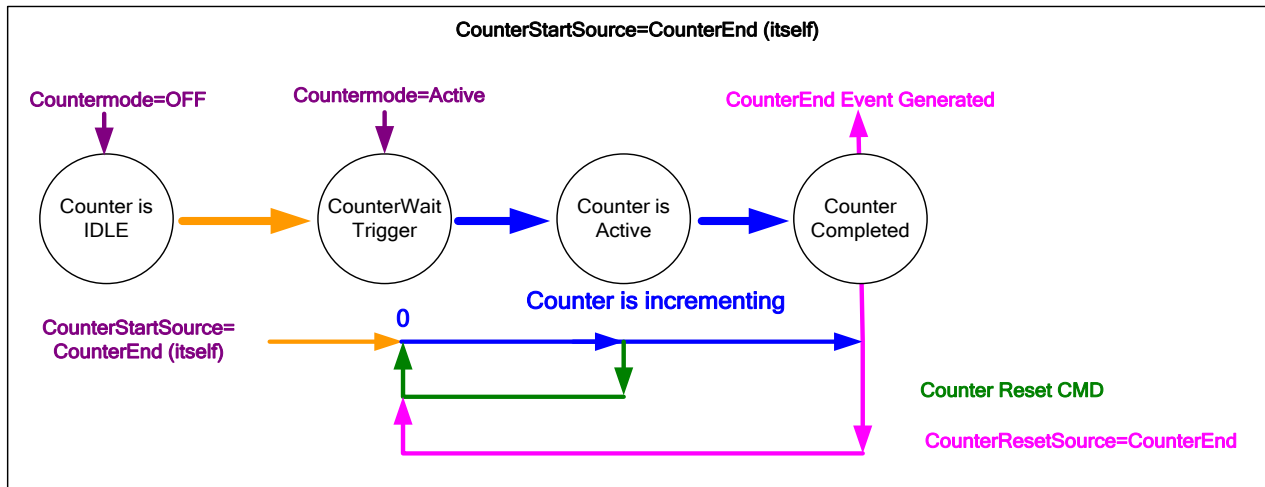 CounterStartSource=CounterEnd (itself)
Countermode=OFF
Countermode=Active
CounterEnd Event Generated
Counter is
IDLE
CounterWait
Trigger
Counter is
Active
Counter
Completed
Counter is incrementing
0
CounterStartSource=
CounterEnd (itself)
Counter Reset CMD
CounterResetSource=CounterEnd